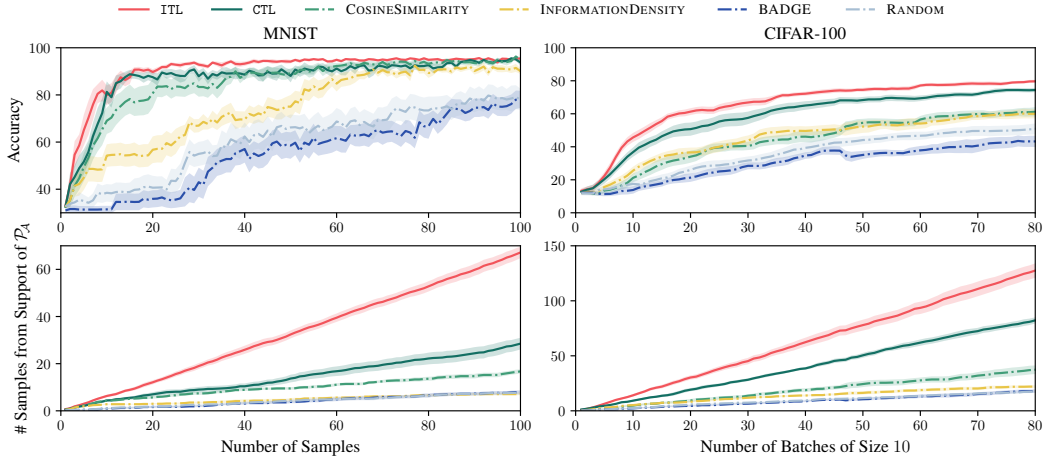 ITL CTL COSINESIMILARITY INFORMATIONDENSITY BADGE RANDOM
MNIST
CIFAR-100
Accuracy
100
80
60
40
20 40 60 80 100
100
80
60
40
20
0
0 10 20 30 40 50 60 70 80
# Samples from Support of 𝒫_𝒜
60
40
20
0
0 20 40 60 80 100
Number of Samples
150
100
50
0
0 10 20 30 40 50 60 70 80
Number of Batches of Size 10